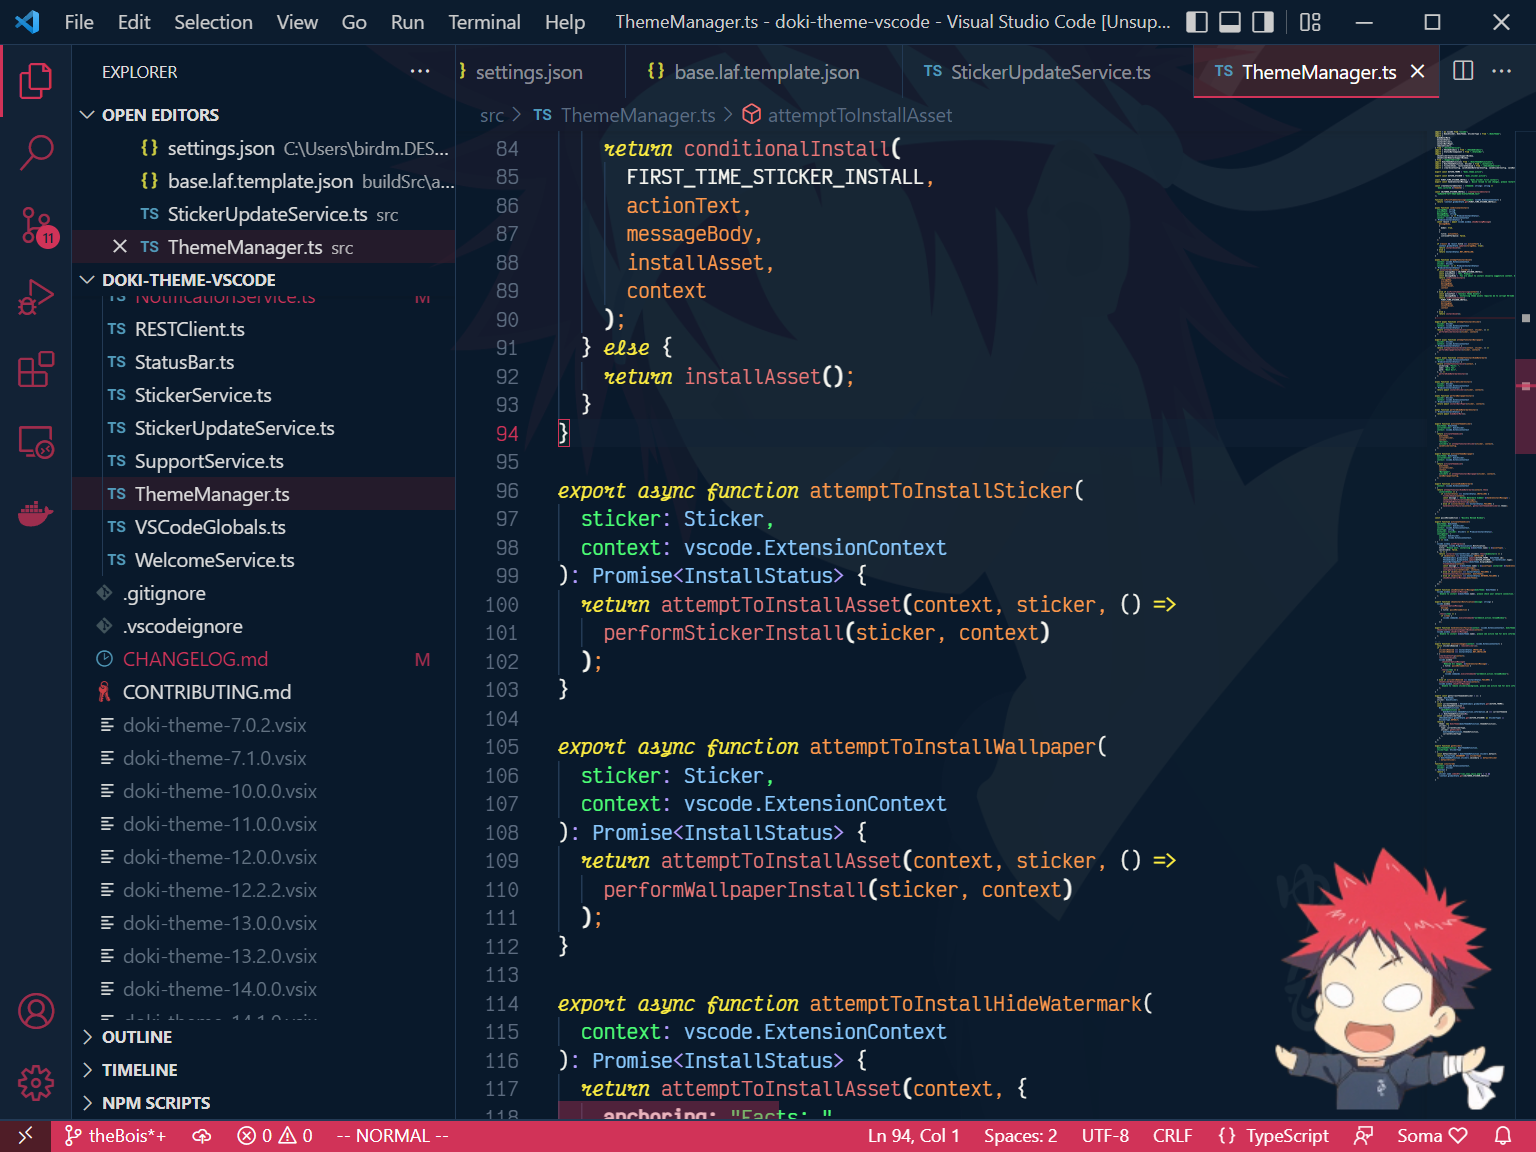 File Edit Selection View Go Run Terminal Help ThemeManager.ts - doki-theme-vscode - Visual Studio Code [Unsup...
EXPLORER
OPEN EDITORS
{} settings.json C:\Users\birdm.DES...
{} base.laf.template.json buildSrc\a...
TS StickerUpdateService.ts src
TS ThemeManager.ts src
DOKI-THEME-VSCODE
TS NotificationService.ts M
TS RESTClient.ts
TS StatusBar.ts
TS StickerService.ts
TS StickerUpdateService.ts
TS SupportService.ts
TS ThemeManager.ts
TS VSCodeGlobals.ts
TS WelcomeService.ts
.gitignore
.vscodeignore
CHANGELOG.md M
CONTRIBUTING.md
doki-theme-7.0.2.vsix
doki-theme-7.1.0.vsix
doki-theme-10.0.0.vsix
doki-theme-11.0.0.vsix
doki-theme-12.0.0.vsix
doki-theme-12.2.2.vsix
doki-theme-13.0.0.vsix
doki-theme-13.2.0.vsix
doki-theme-14.0.0.vsix
doki-theme-14.1.0.vsix
OUTLINE
TIMELINE
NPM SCRIPTS
11
} settings.json {} base.laf.template.json TS StickerUpdateService.ts TS ThemeManager.ts
src > TS ThemeManager.ts > attemptToInstallAsset
84 return conditionalInstall(
85 FIRST_TIME_STICKER_INSTALL,
86 actionText,
87 messageBody,
88 installAsset,
89 context
90 );
91 } else {
92 return installAsset();
93 }
94 }
95
96 export async function attemptToInstallSticker(
97 sticker: Sticker,
98 context: vscode.ExtensionContext
99 ): Promise<InstallStatus> {
100 return attemptToInstallAsset(context, sticker, () =>
101 performStickerInstall(sticker, context)
102 );
103 }
104
105 export async function attemptToInstallWallpaper(
106 sticker: Sticker,
107 context: vscode.ExtensionContext
108 ): Promise<InstallStatus> {
109 return attemptToInstallAsset(context, sticker, () =>
110 performWallpaperInstall(sticker, context)
111 );
112 }
113
114 export async function attemptToInstallHideWatermark(
115 context: vscode.ExtensionContext
116 ): Promise<InstallStatus> {
117 return attemptToInstallAsset(context, {
118 anchoring: "Facts: "
theBois*+ 0 0 -- NORMAL -- Ln 94, Col 1 Spaces: 2 UTF-8 CRLF {} TypeScript Soma ♡